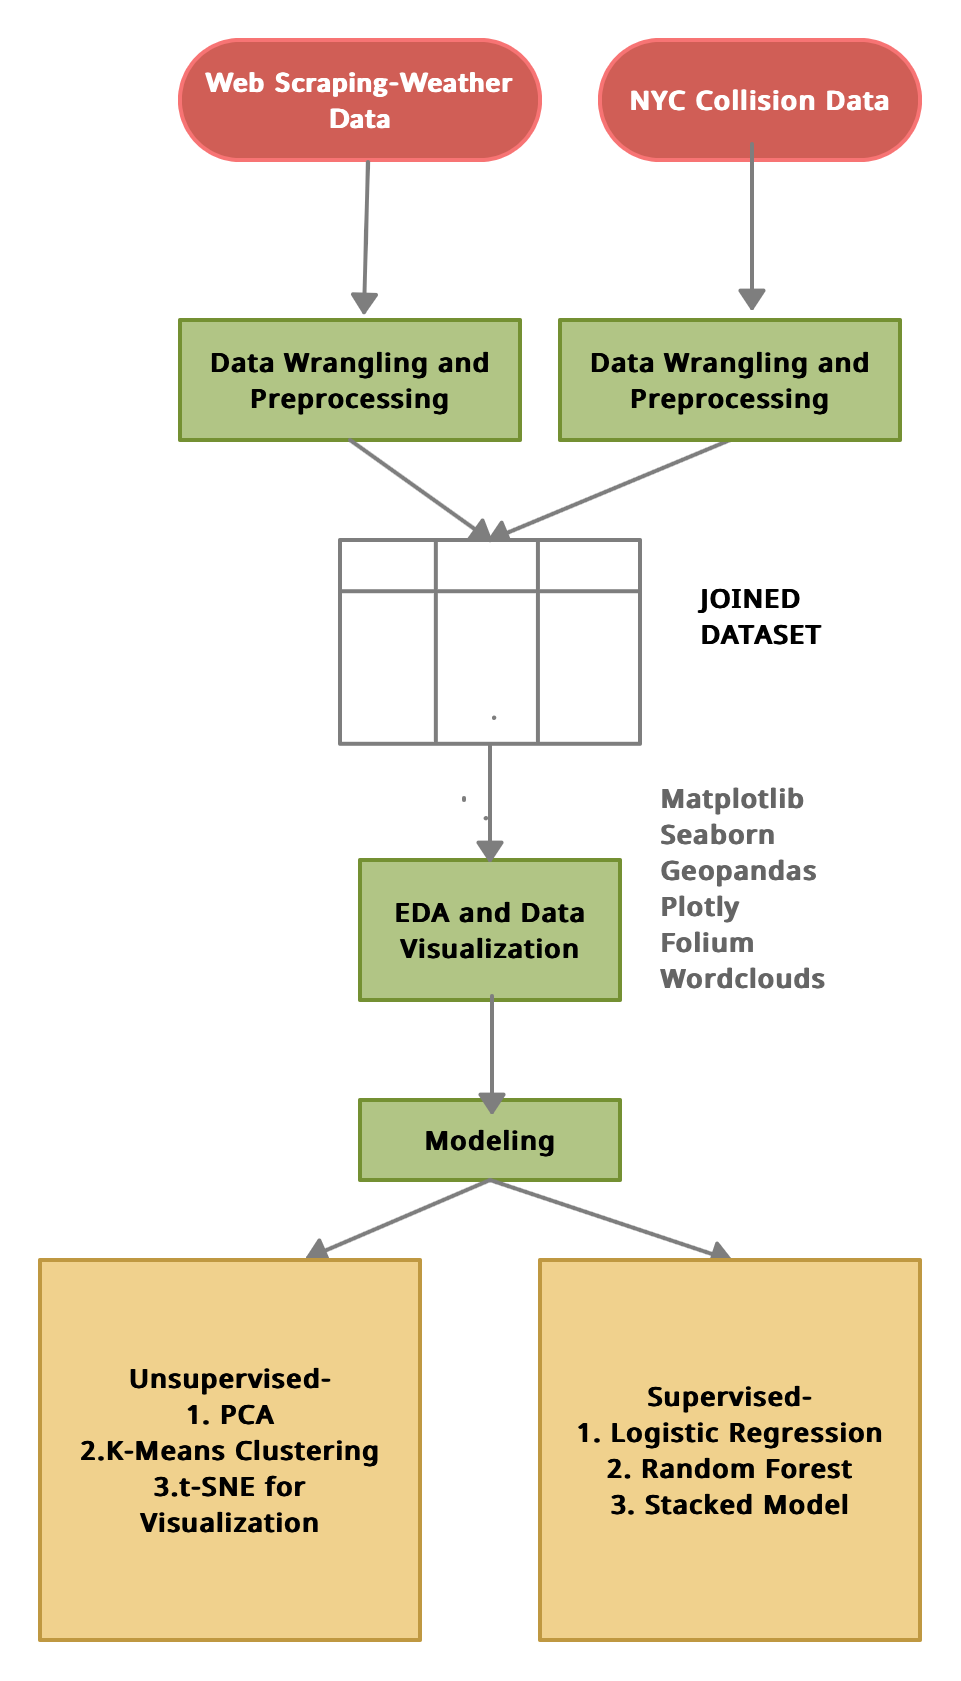 Web Scraping-Weather
Data
NYC Collision Data
Data Wrangling and
Preprocessing
Data Wrangling and
Preprocessing
JOINED
DATASET
Matplotlib
Seaborn
Geopandas
Plotly
Folium
Wordclouds
EDA and Data
Visualization
Modeling
Unsupervised-
1. PCA
2.K-Means Clustering
3.t-SNE for
Visualization
Supervised-
1. Logistic Regression
2. Random Forest
3. Stacked Model